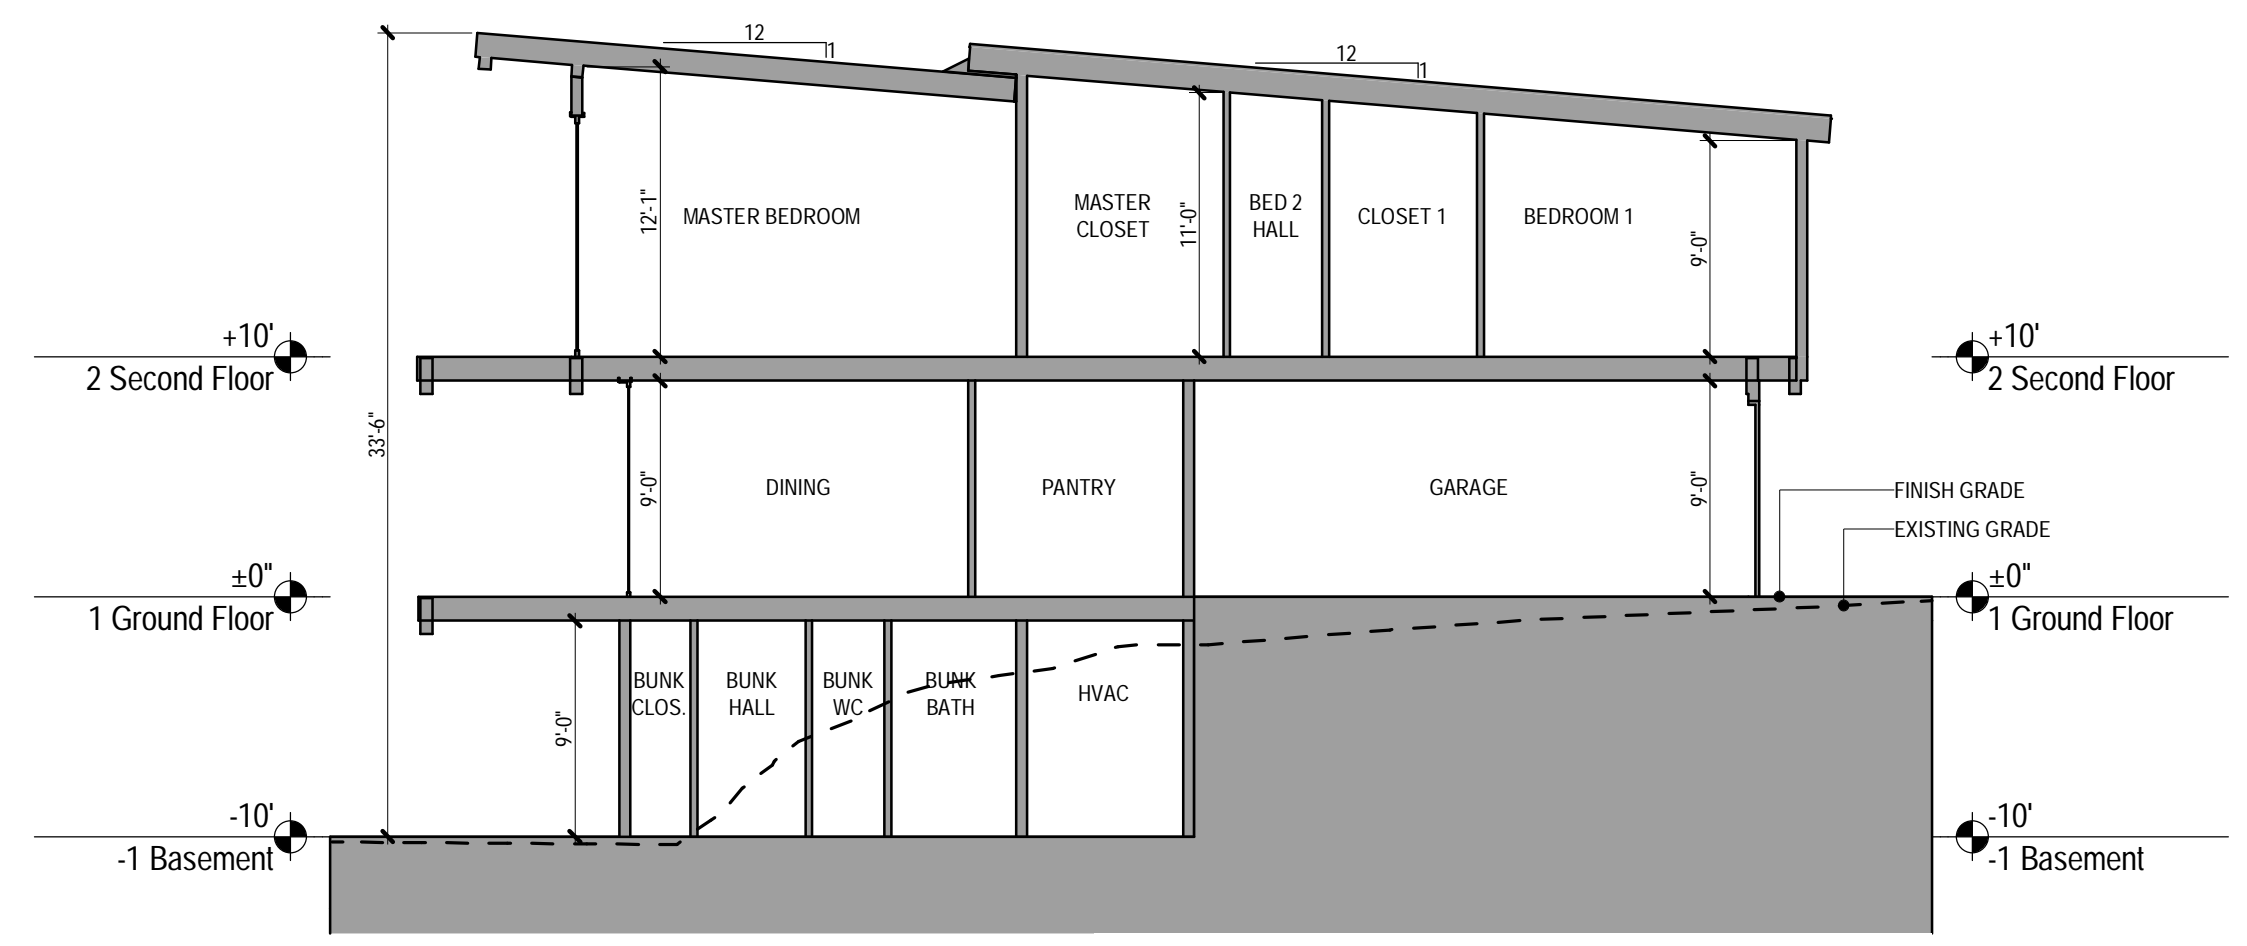 12
1
12
1
12'-1"
MASTER BEDROOM
MASTER
CLOSET
11'-0"
BED 2
HALL
CLOSET 1
BEDROOM 1
9'-0"
+10'
2 Second Floor
+10'
2 Second Floor
33'-6"
9'-0"
DINING
PANTRY
GARAGE
9'-0"
FINISH GRADE
EXISTING GRADE
±0"
1 Ground Floor
±0"
1 Ground Floor
9'-0"
BUNK
CLOS.
BUNK
HALL
BUNK
WC
BUNK
BATH
HVAC
-10'
-1 Basement
-10'
-1 Basement